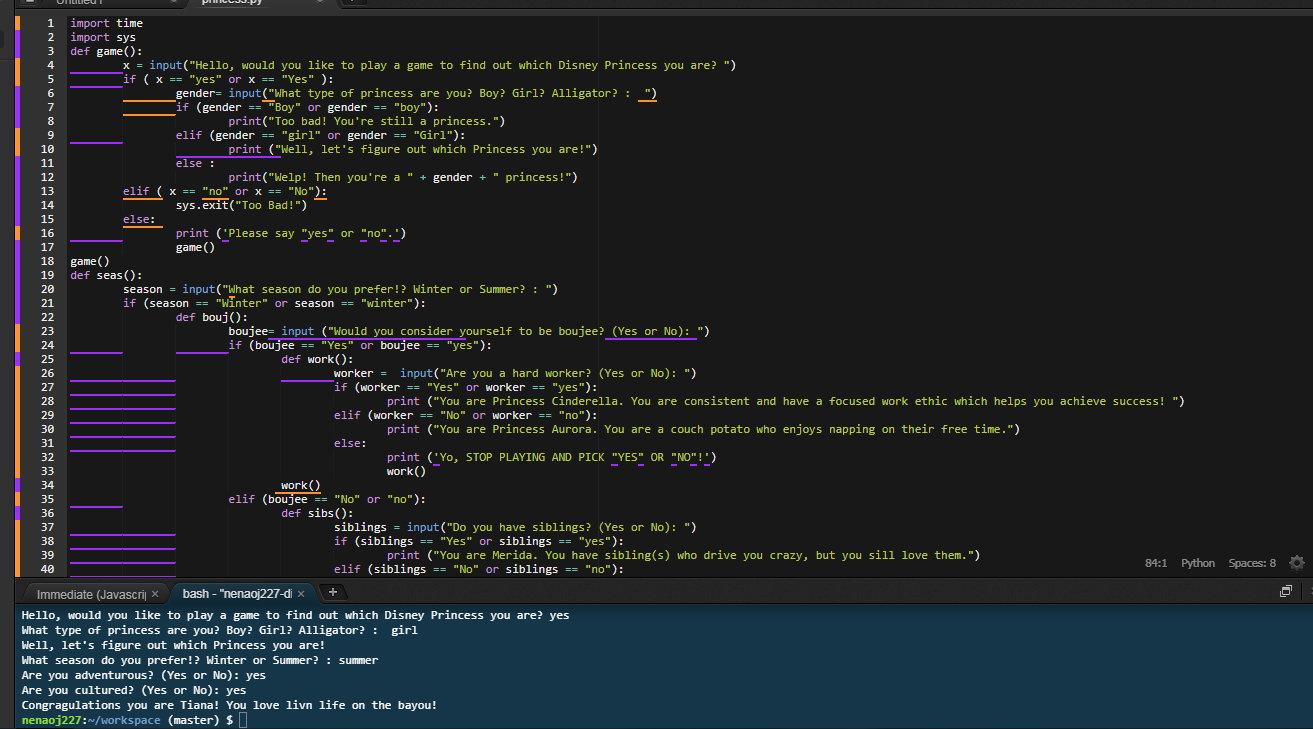 Untitled1 × princess.py ×
1 import time
2 import sys
3 def game():
4 x = input("Hello, would you like to play a game to find out which Disney Princess you are? ")
5 if ( x == "yes" or x == "Yes" ):
6 gender= input("What type of princess are you? Boy? Girl? Alligator? :  ")
7 if (gender == "Boy" or gender == "boy"):
8 print("Too bad! You're still a princess.")
9 elif (gender == "girl" or gender == "Girl"):
10 print ("Well, let's figure out which Princess you are!")
11 else :
12 print("Welp! Then you're a " + gender + " princess!")
13 elif ( x == "no" or x == "No"):
14 sys.exit("Too Bad!")
15 else:
16 print ('Please say "yes" or "no".')
17 game()
18 game()
19 def seas():
20 season = input("What season do you prefer!? Winter or Summer? : ")
21 if (season == "Winter" or season == "winter"):
22 def bouj():
23 boujee= input ("Would you consider yourself to be boujee? (Yes or No): ")
24 if (boujee == "Yes" or boujee == "yes"):
25 def work():
26 worker =  input("Are you a hard worker? (Yes or No): ")
27 if (worker == "Yes" or worker == "yes"):
28 print ("You are Princess Cinderella. You are consistent and have a focused work ethic which helps you achieve success! ")
29 elif (worker == "No" or worker == "no"):
30 print ("You are Princess Aurora. You are a couch potato who enjoys napping on their free time.")
31 else:
32 print ('Yo, STOP PLAYING AND PICK "YES" OR "NO"!')
33 work()
34 work()
35 elif (boujee == "No" or "no"):
36 def sibs():
37 siblings = input("Do you have siblings? (Yes or No): ")
38 if (siblings == "Yes" or siblings == "yes"):
39 print ("You are Merida. You have sibling(s) who drive you crazy, but you sill love them.")
40 elif (siblings == "No" or siblings == "no"):
84:1 Python Spaces: 8
Immediate (Javascrip × bash - "nenaoj227-di × +
Hello, would you like to play a game to find out which Disney Princess you are? yes
What type of princess are you? Boy? Girl? Alligator? :  girl
Well, let's figure out which Princess you are!
What season do you prefer!? Winter or Summer? : summer
Are you adventurous? (Yes or No): yes
Are you cultured? (Yes or No): yes
Congragulations you are Tiana! You love livn life on the bayou!
nenaoj227:~/workspace (master) $